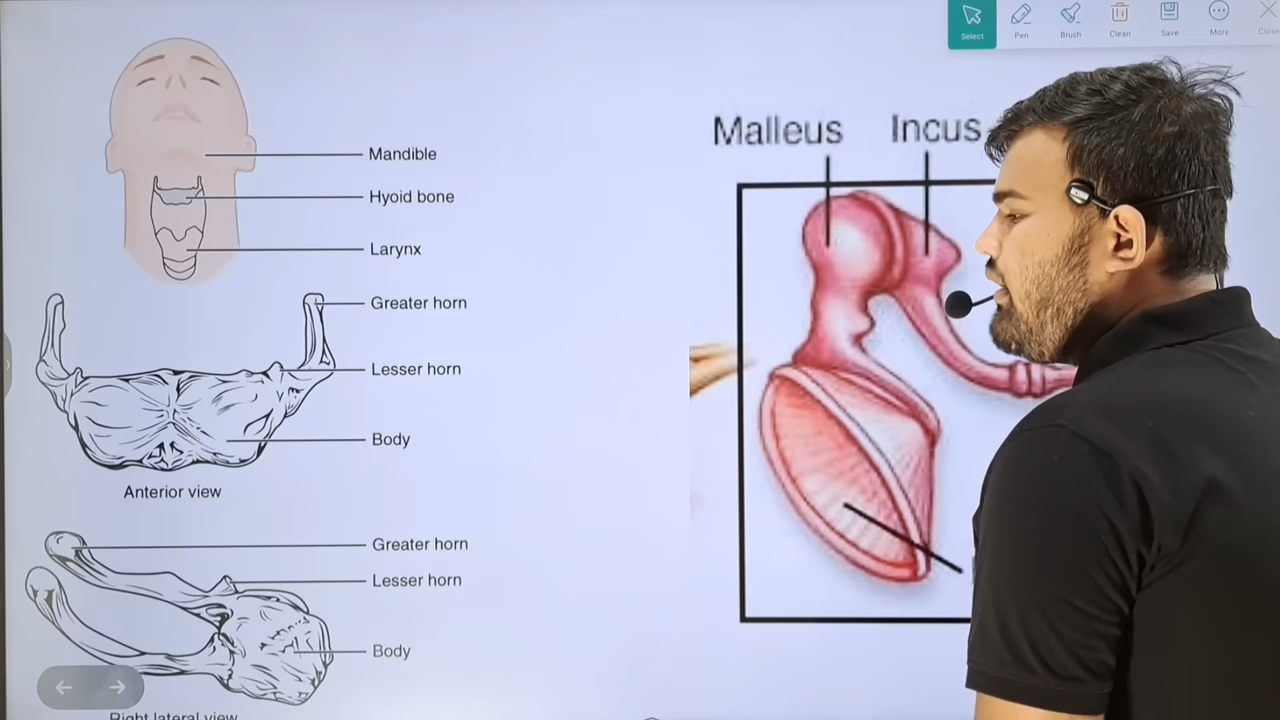 Select Pen Brush Clean Save More Close
Mandible
Hyoid bone
Larynx
Greater horn
Lesser horn
Body
Anterior view
Greater horn
Lesser horn
Body
Right lateral view
Malleus Incus